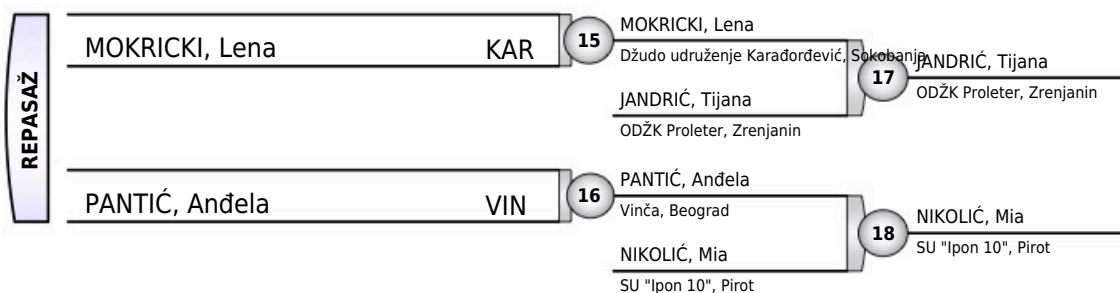 REPASAŽ
MOKRICKI, Lena KAR
15
MOKRICKI, Lena
Džudo udruženje Karađorđević, Sokobanja
JANDRIĆ, Tijana
ODŽK Proleter, Zrenjanin
17
JANDRIĆ, Tijana
ODŽK Proleter, Zrenjanin
PANTIĆ, Anđela VIN
16
PANTIĆ, Anđela
Vinča, Beograd
NIKOLIĆ, Mia
SU "Ipon 10", Pirot
18
NIKOLIĆ, Mia
SU "Ipon 10", Pirot